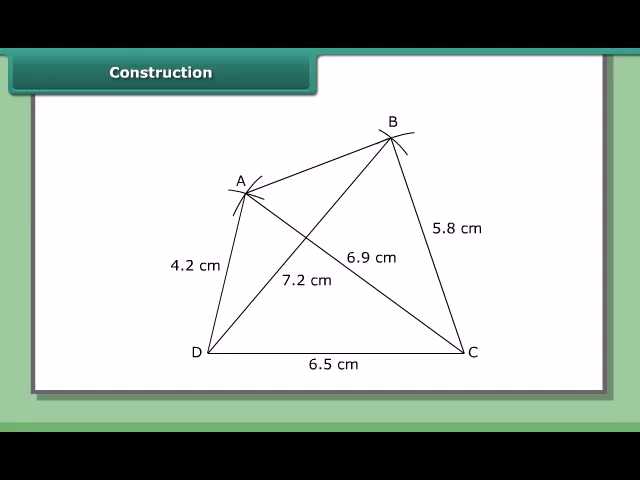 Construction
B
A
5.8 cm
6.9 cm
4.2 cm
7.2 cm
D
C
6.5 cm